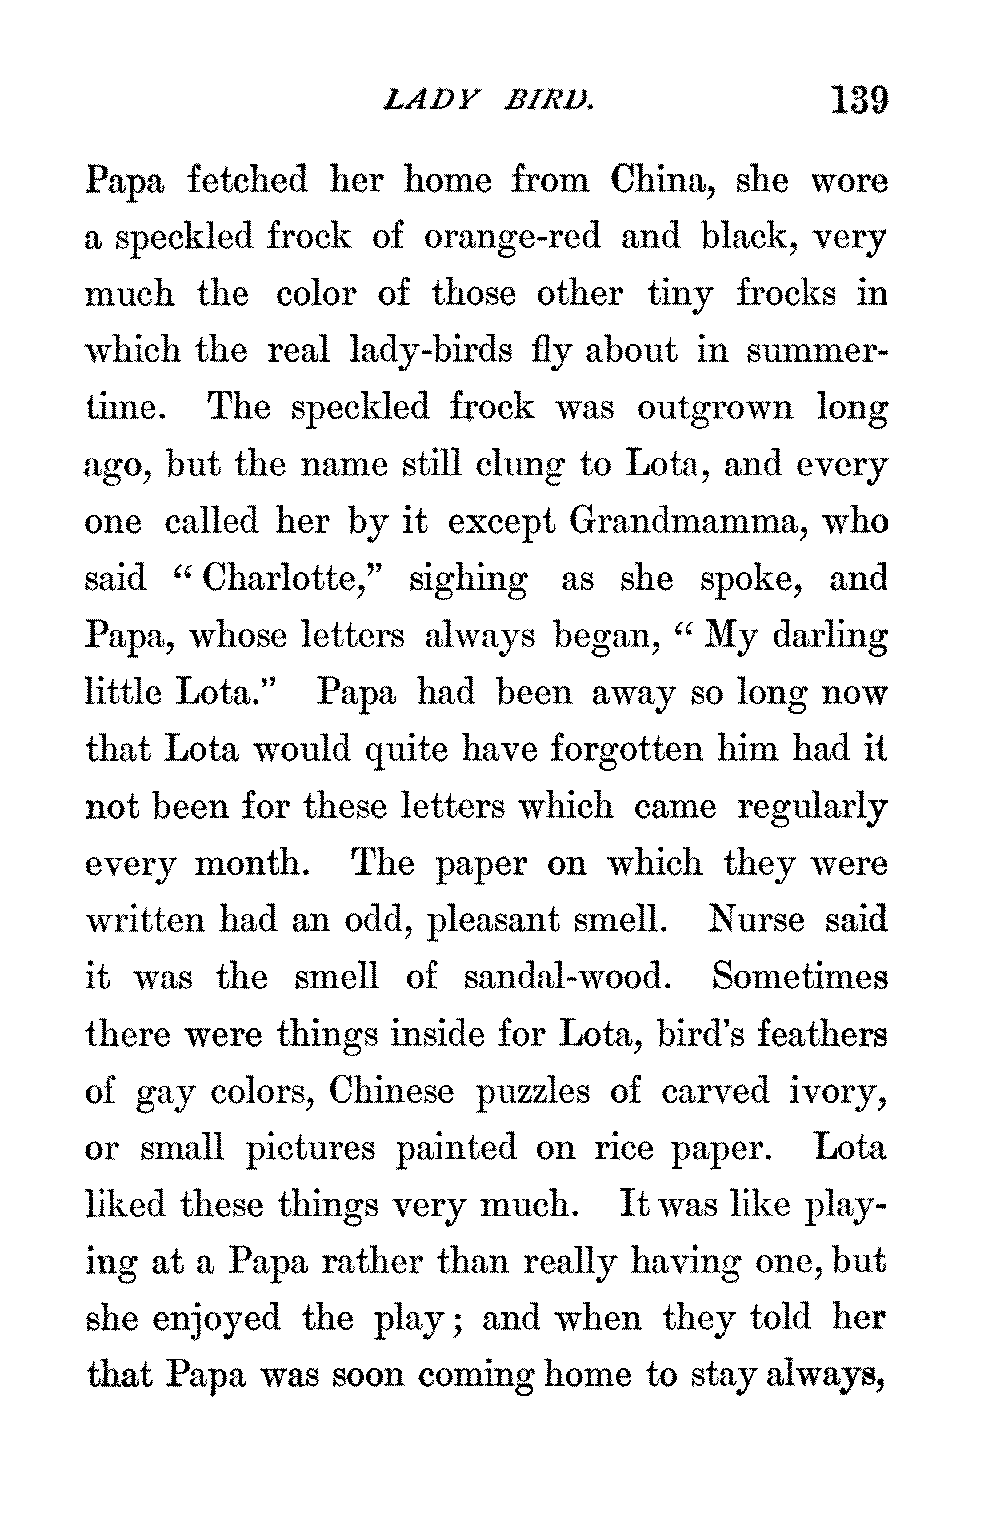 LADY BIRD. 139
Papa fetched her home from China, she wore
a speckled frock of orange-red and black, very
much the color of those other tiny frocks in
which the real lady-birds fly about in summer-
time. The speckled frock was outgrown long
ago, but the name still clung to Lota, and every
one called her by it except Grandmamma, who
said “ Charlotte,” sighing as she spoke, and
Papa, whose letters always began, “ My darling
little Lota.” Papa had been away so long now
that Lota would quite have forgotten him had it
not been for these letters which came regularly
every month. The paper on which they were
written had an odd, pleasant smell. Nurse said
it was the smell of sandal-wood. Sometimes
there were things inside for Lota, bird's feathers
of gay colors, Chinese puzzles of carved ivory,
or small pictures painted on rice paper. Lota
liked these things very much. It was like play-
ing at a Papa rather than really having one, but
she enjoyed the play; and when they told her
that Papa was soon coming home to stay always,